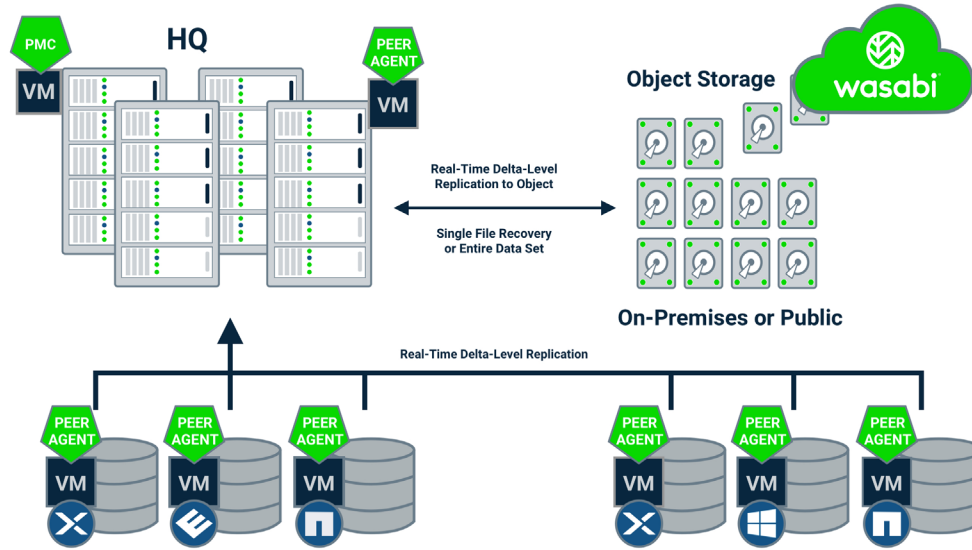 PMC
VM
HQ
PEER
AGENT
VM
Object Storage
wasabi
Real-Time Delta-Level
Replication to Object
Single File Recovery
or Entire Data Set
On-Premises or Public
Real-Time Delta-Level Replication
PEER
AGENT
VM
PEER
AGENT
VM
PEER
AGENT
VM
PEER
AGENT
VM
PEER
AGENT
VM
PEER
AGENT
VM